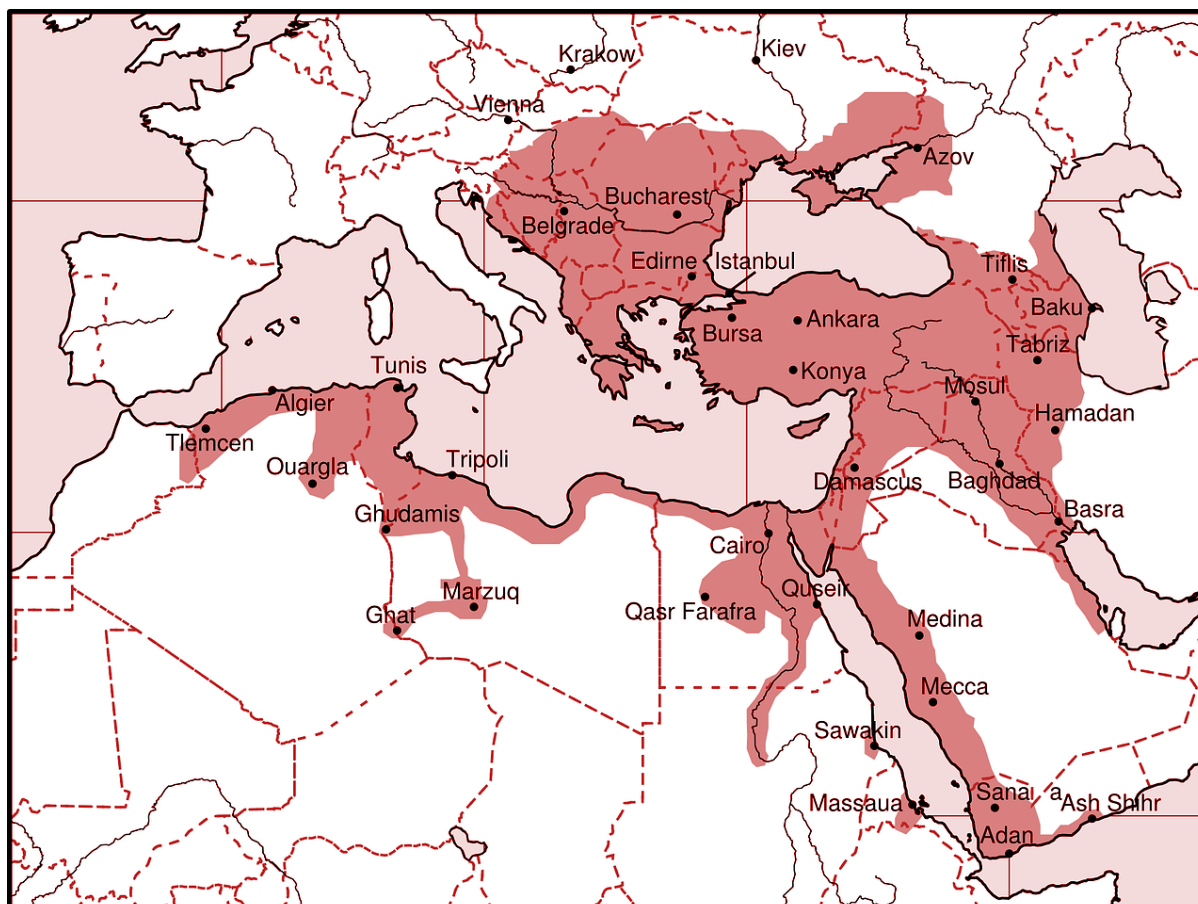 Krakow
Kiev
Vienna
Azov
Bucharest
Belgrade
Edirne
Istanbul
Tiflis
Baku
Bursa
Ankara
Tabriz
Tunis
Konya
Algier
Mosul
Hamadan
Tlemcen
Ouargla
Tripoli
Damascus
Baghdad
Ghudamis
Basra
Cairo
Marzuq
Quseir
Qasr Farafra
Ghat
Medina
Mecca
Sawakin
Massaua
Sana a
Ash Shihr
Adan